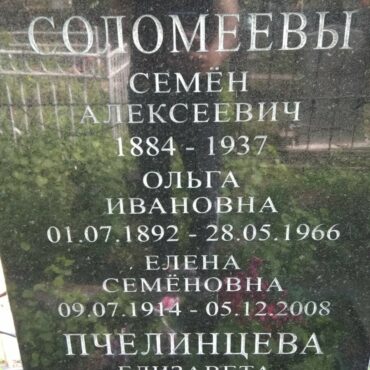 СОЛОМЕЕВЫ
СЕМЁН
АЛЕКСЕЕВИЧ
1884 - 1937
ОЛЬГА
ИВАНОВНА
01.07.1892 - 28.05.1966
ЕЛЕНА
СЕМЁНОВНА
09.07.1914 - 05.12.2008
ПЧЕЛИНЦЕВА
ЕЛИЗАВЕТА